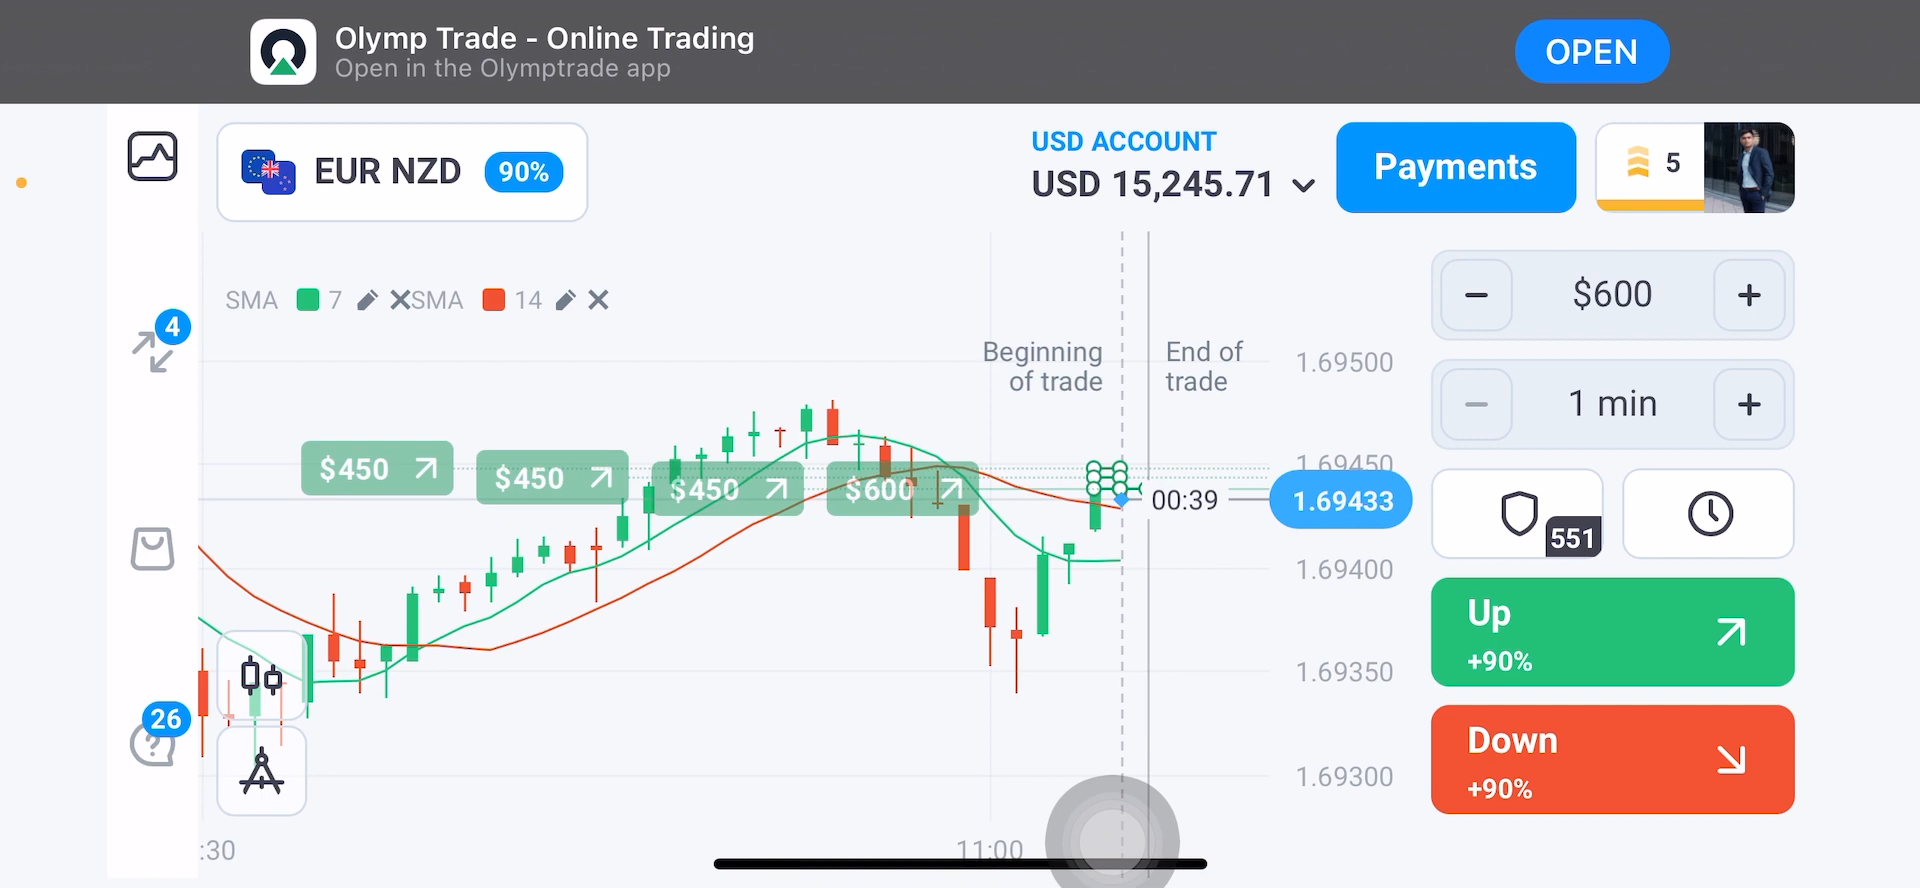 Olymp Trade - Online Trading
Open in the Olymptrade app
OPEN
EUR NZD 90%
USD ACCOUNT
USD 15,245.71
Payments
5
SMA 7 SMA 14
4
26
Beginning
of trade
End of
trade
$450
$450
$450
$600
00:39
1.69500
1.69450
1.69433
1.69400
1.69350
1.69300
:30
11:00
$600
1 min
551
Up
+90%
Down
+90%